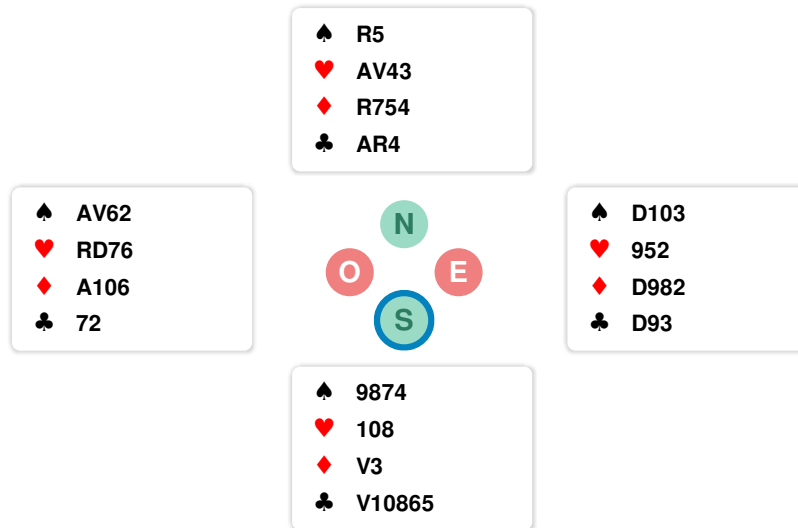 ♠ R5
♥ AV43
♦ R754
♣ AR4
♠ AV62
♥ RD76
♦ A106
♣ 72
N
O
E
S
♠ D103
♥ 952
♦ D982
♣ D93
♠ 9874
♥ 108
♦ V3
♣ V10865